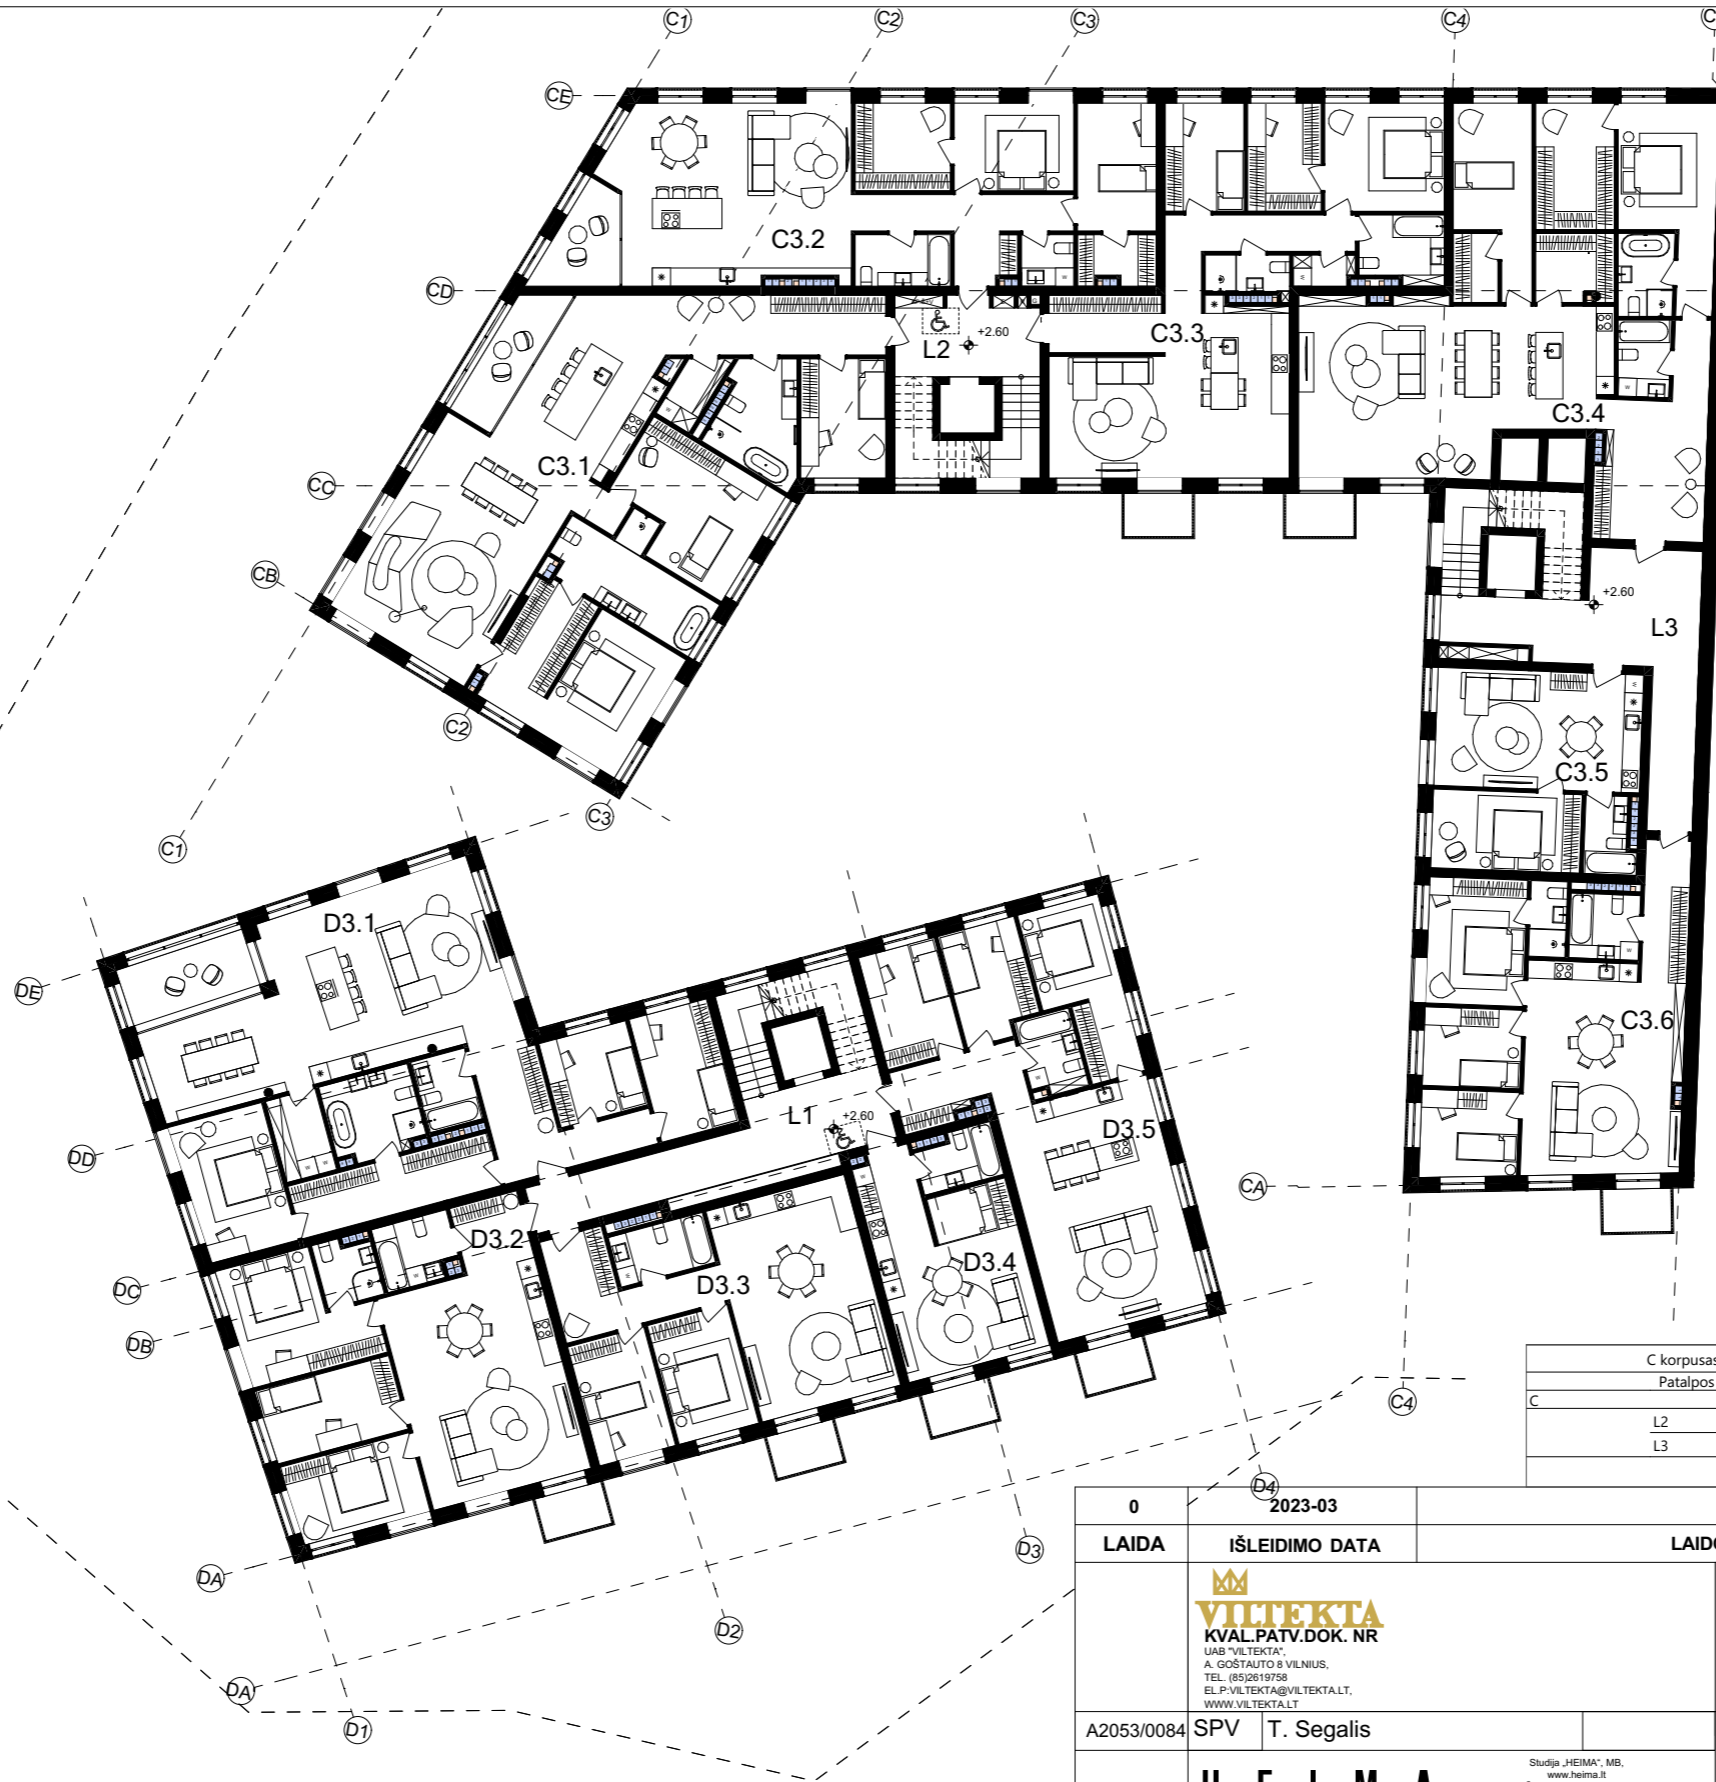 C1
C2
C3
C4
CE
C3.2
CD
+2.60
L2
C3.3
C3.4
C3.1
CC
CB
+2.60
L3
C2
C3.5
C3
C1
D3.1
DE
C3.6
L1
+2.60
D3.5
DD
CA
D3.2
D3.4
DC
D3.3
DB
C korpusas
Patalpos
C
C4
L2
L3
D4
0
2023-03
D3
LAIDA
IŠLEIDIMO DATA
DA
D2
VILTEKTA
KVAL.PATV.DOK. NR
UAB "VILTEKTA",
A. GOŠTAUTO 8 VILNIUS,
TEL. (85)2619758
EL.P:VILTEKTA@VILTEKTA.LT,
WWW.VILTEKTA.LT
DA
D1
A2053/0084
SPV
T. Segalis
Studija „HEIMA", MB,
www.heima.lt
H E I M A